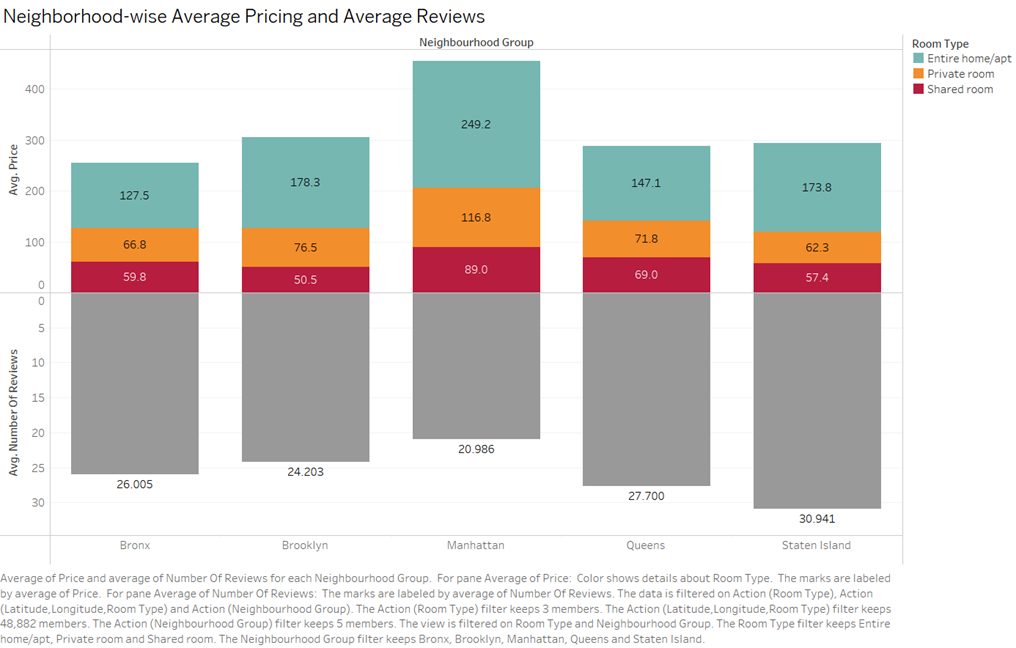 Neighborhood-wise Average Pricing and Average Reviews
Neighbourhood Group
Room Type
Entire home/apt
Private room
Shared room
Avg. Price
400
300
200
100
0
127.5
66.8
59.8
178.3
76.5
50.5
249.2
116.8
89.0
147.1
71.8
69.0
173.8
62.3
57.4
Avg. Number Of Reviews
0
5
10
15
20
25
30
26.005
24.203
20.986
27.700
30.941
Bronx
Brooklyn
Manhattan
Queens
Staten Island
Average of Price and average of Number Of Reviews for each Neighbourhood Group.  For pane Average of Price:  Color shows details about Room Type.  The marks are labeled
by average of Price.  For pane Average of Number Of Reviews:  The marks are labeled by average of Number Of Reviews. The data is filtered on Action (Room Type), Action
(Latitude,Longitude,Room Type) and Action (Neighbourhood Group). The Action (Room Type) filter keeps 3 members. The Action (Latitude,Longitude,Room Type) filter keeps
48,882 members. The Action (Neighbourhood Group) filter keeps 5 members. The view is filtered on Room Type and Neighbourhood Group. The Room Type filter keeps Entire
home/apt, Private room and Shared room. The Neighbourhood Group filter keeps Bronx, Brooklyn, Manhattan, Queens and Staten Island.